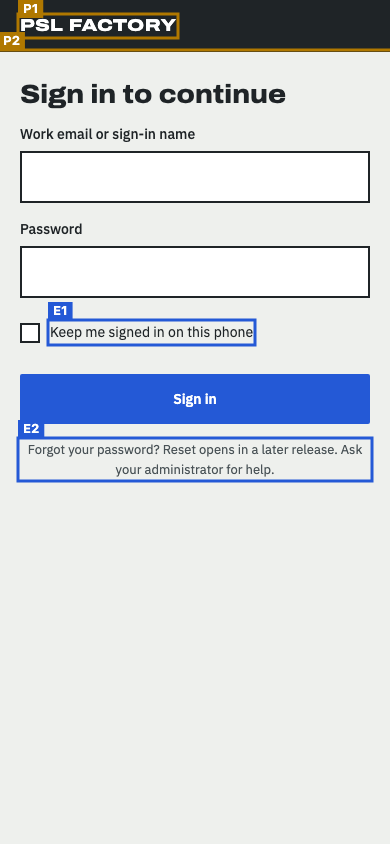 P1
PSL FACTORY
P2
Sign in to continue
Work email or sign-in name
Password
E1
Keep me signed in on this phone
Sign in
E2
Forgot your password? Reset opens in a later release. Ask
your administrator for help.